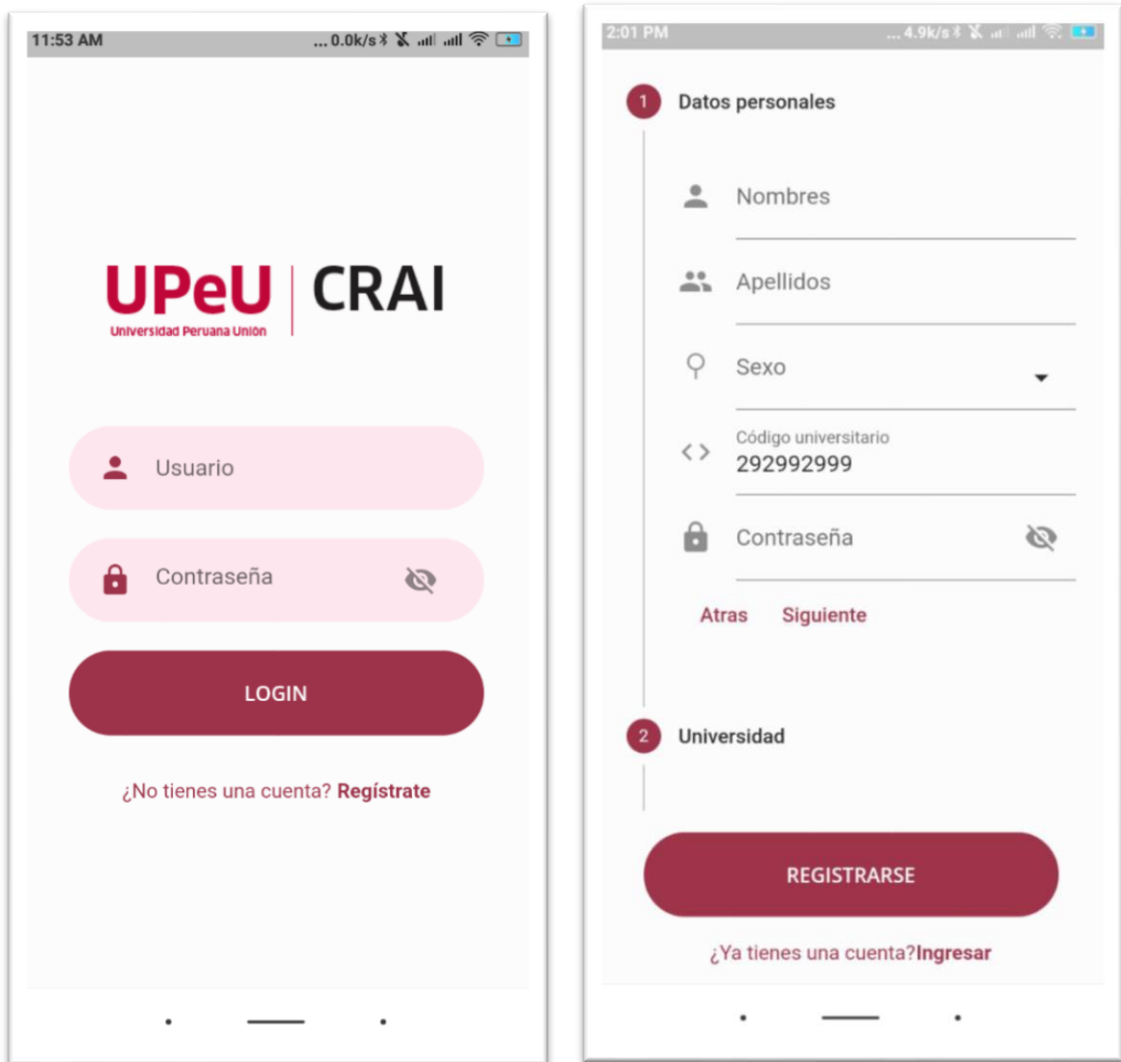 11:53 AM ... 0.0k/s
UPeU CRAI
Universidad Peruana Unión
Usuario
Contraseña
LOGIN
¿No tienes una cuenta? Regístrate
2:01 PM ... 4.9k/s
1 Datos personales
Nombres
Apellidos
Sexo
Código universitario
292992999
Contraseña
Atras Siguiente
2 Universidad
REGISTRARSE
¿Ya tienes una cuenta?Ingresar